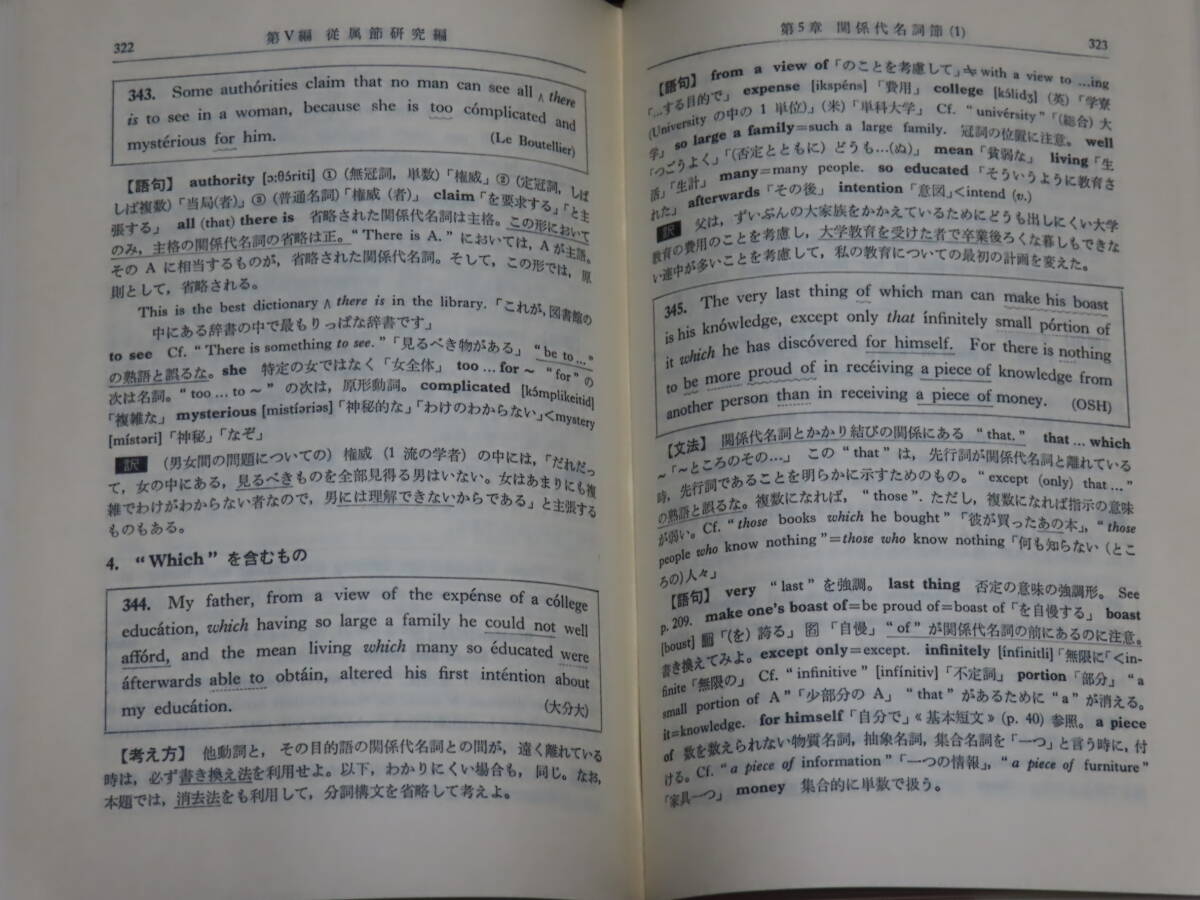 322
第Ⅴ編 従属節研究編
343. Some authórities claim that no man can see all ∧ there
is to see in a woman, because she is too cómplicated and
mystérious for him. (Le Boutellier)
【語句】 authority [ɔːθɔ́riti] ① (無冠詞, 単数)「権威」② (定冠詞, しば
しば複数)「当局(者)」③ (普通名詞)「権威 (者)」 claim「を要求する」「と主
張する」 all (that) there is 省略された関係代名詞は主格。この形において
のみ, 主格の関係代名詞の省略は正。“There is A.” においては, A が主語。
その A に相当するものが, 省略された関係代名詞。そして, この形では, 原
則として, 省略される。
This is the best dictionary ∧ there is in the library.「これが, 図書館の
中にある辞書の中で最もりっぱな辞書です」
to see Cf. “There is something to see.”「見るべき物がある」 “be to …”
の熟語と誤るな。she 特定の女ではなく「女全体」 too … for ~ “for” の
次は名詞。“too … to ~” の次は, 原形動詞。complicated [kɔ́mplikeitid]
「複雑な」 mysterious [mistíəriəs]「神秘的な」「わけのわからない」<mystery
[místəri]「神秘」「なぞ」
訳 (男女間の問題についての) 権威 (1 流の学者) の中には,「だれだっ
て, 女の中にある, 見るべきものを全部見得る男はいない。女はあまりにも複
雑でわけがわからない者なので, 男には理解できないからである」と主張する
ものもある。
4. “Which” を含むもの
344. My father, from a view of the expénse of a cóllege
educátion, which having so large a family he could not well
affórd, and the mean living which many so éducated were
áfterwards able to obtáin, altered his first inténtion about
my educátion. (大分大)
【考え方】 他動詞と, その目的語の関係代名詞との間が, 遠く離れている
時は, 必ず書き換え法を利用せよ。以下, わかりにくい場合も, 同じ。なお,
本題では, 消去法をも利用して, 分詞構文を省略して考えよ。
第5章 関係代名詞節 (1)
323
【語句】 from a view of「のことを考慮して」≒ with a view to …ing
「…する目的で」 expense [ikspéns]「費用」 college [kɔ́lidʒ] (英)「学寮
(University の中の 1 単位)」(米)「単科大学」 Cf. “univérsity”「(総合) 大
学」 so large a family=such a large family. 冠詞の位置に注意。 well
「つごうよく」「(否定とともに) どうも…(ぬ)」 mean「貧弱な」 living「生
活」「生計」 many=many people. so educated「そういうように教育さ
れた」 afterwards「その後」 intention「意図」<intend (v.)
訳 父は, ずいぶんの大家族をかかえているためにどうも出しにくい大学
教育の費用のことを考慮し, 大学教育を受けた者で卒業後ろくな暮しもできな
い連中が多いことを考慮して, 私の教育についての最初の計画を変えた。
345. The very last thing of which man can make his boast
is his knówledge, except only that ínfinitely small pórtion of
it which he has discóvered for himself. For there is nothing
to be more proud of in recéiving a piece of knowledge from
another person than in receiving a piece of money. (OSH)
【文法】 関係代名詞とかかり結びの関係にある “that.” that … which
~「~ところのその…」 この “that” は, 先行詞が関係代名詞と離れている
時, 先行詞であることを明らかに示すためのもの。“except (only) that …”
の熟語と誤るな。複数になれば, “those”. ただし, 複数になれば指示の意味
が弱い。Cf. “those books which he bought”「彼が買ったあの本」, “those
people who know nothing”=those who know nothing「何も知らない (とこ
ろの)人々」
【語句】 very “last” を強調。 last thing 否定の意味の強調形。See
p. 209. make one's boast of=be proud of=boast of「を自慢する」 boast
[boust] 動「(を) 誇る」名「自慢」 “of” が関係代名詞の前にあるのに注意。
書き換えてみよ。except only=except. infinitely [ínfinitli]「無限に」<in-
finite「無限の」 Cf. “infinitive” [infínitiv]「不定詞」 portion「部分」 “a
small portion of A”「少部分の A」 “that” があるために “a” が消える。
it=knowledge. for himself「自分で」《基本短文》(p. 40) 参照。 a piece
of 数を数えられない物質名詞, 抽象名詞, 集合名詞を「一つ」と言う時に, 付
ける。Cf. “a piece of information”「一つの情報」, “a piece of furniture”
「家具一つ」 money 集合的に単数で扱う。